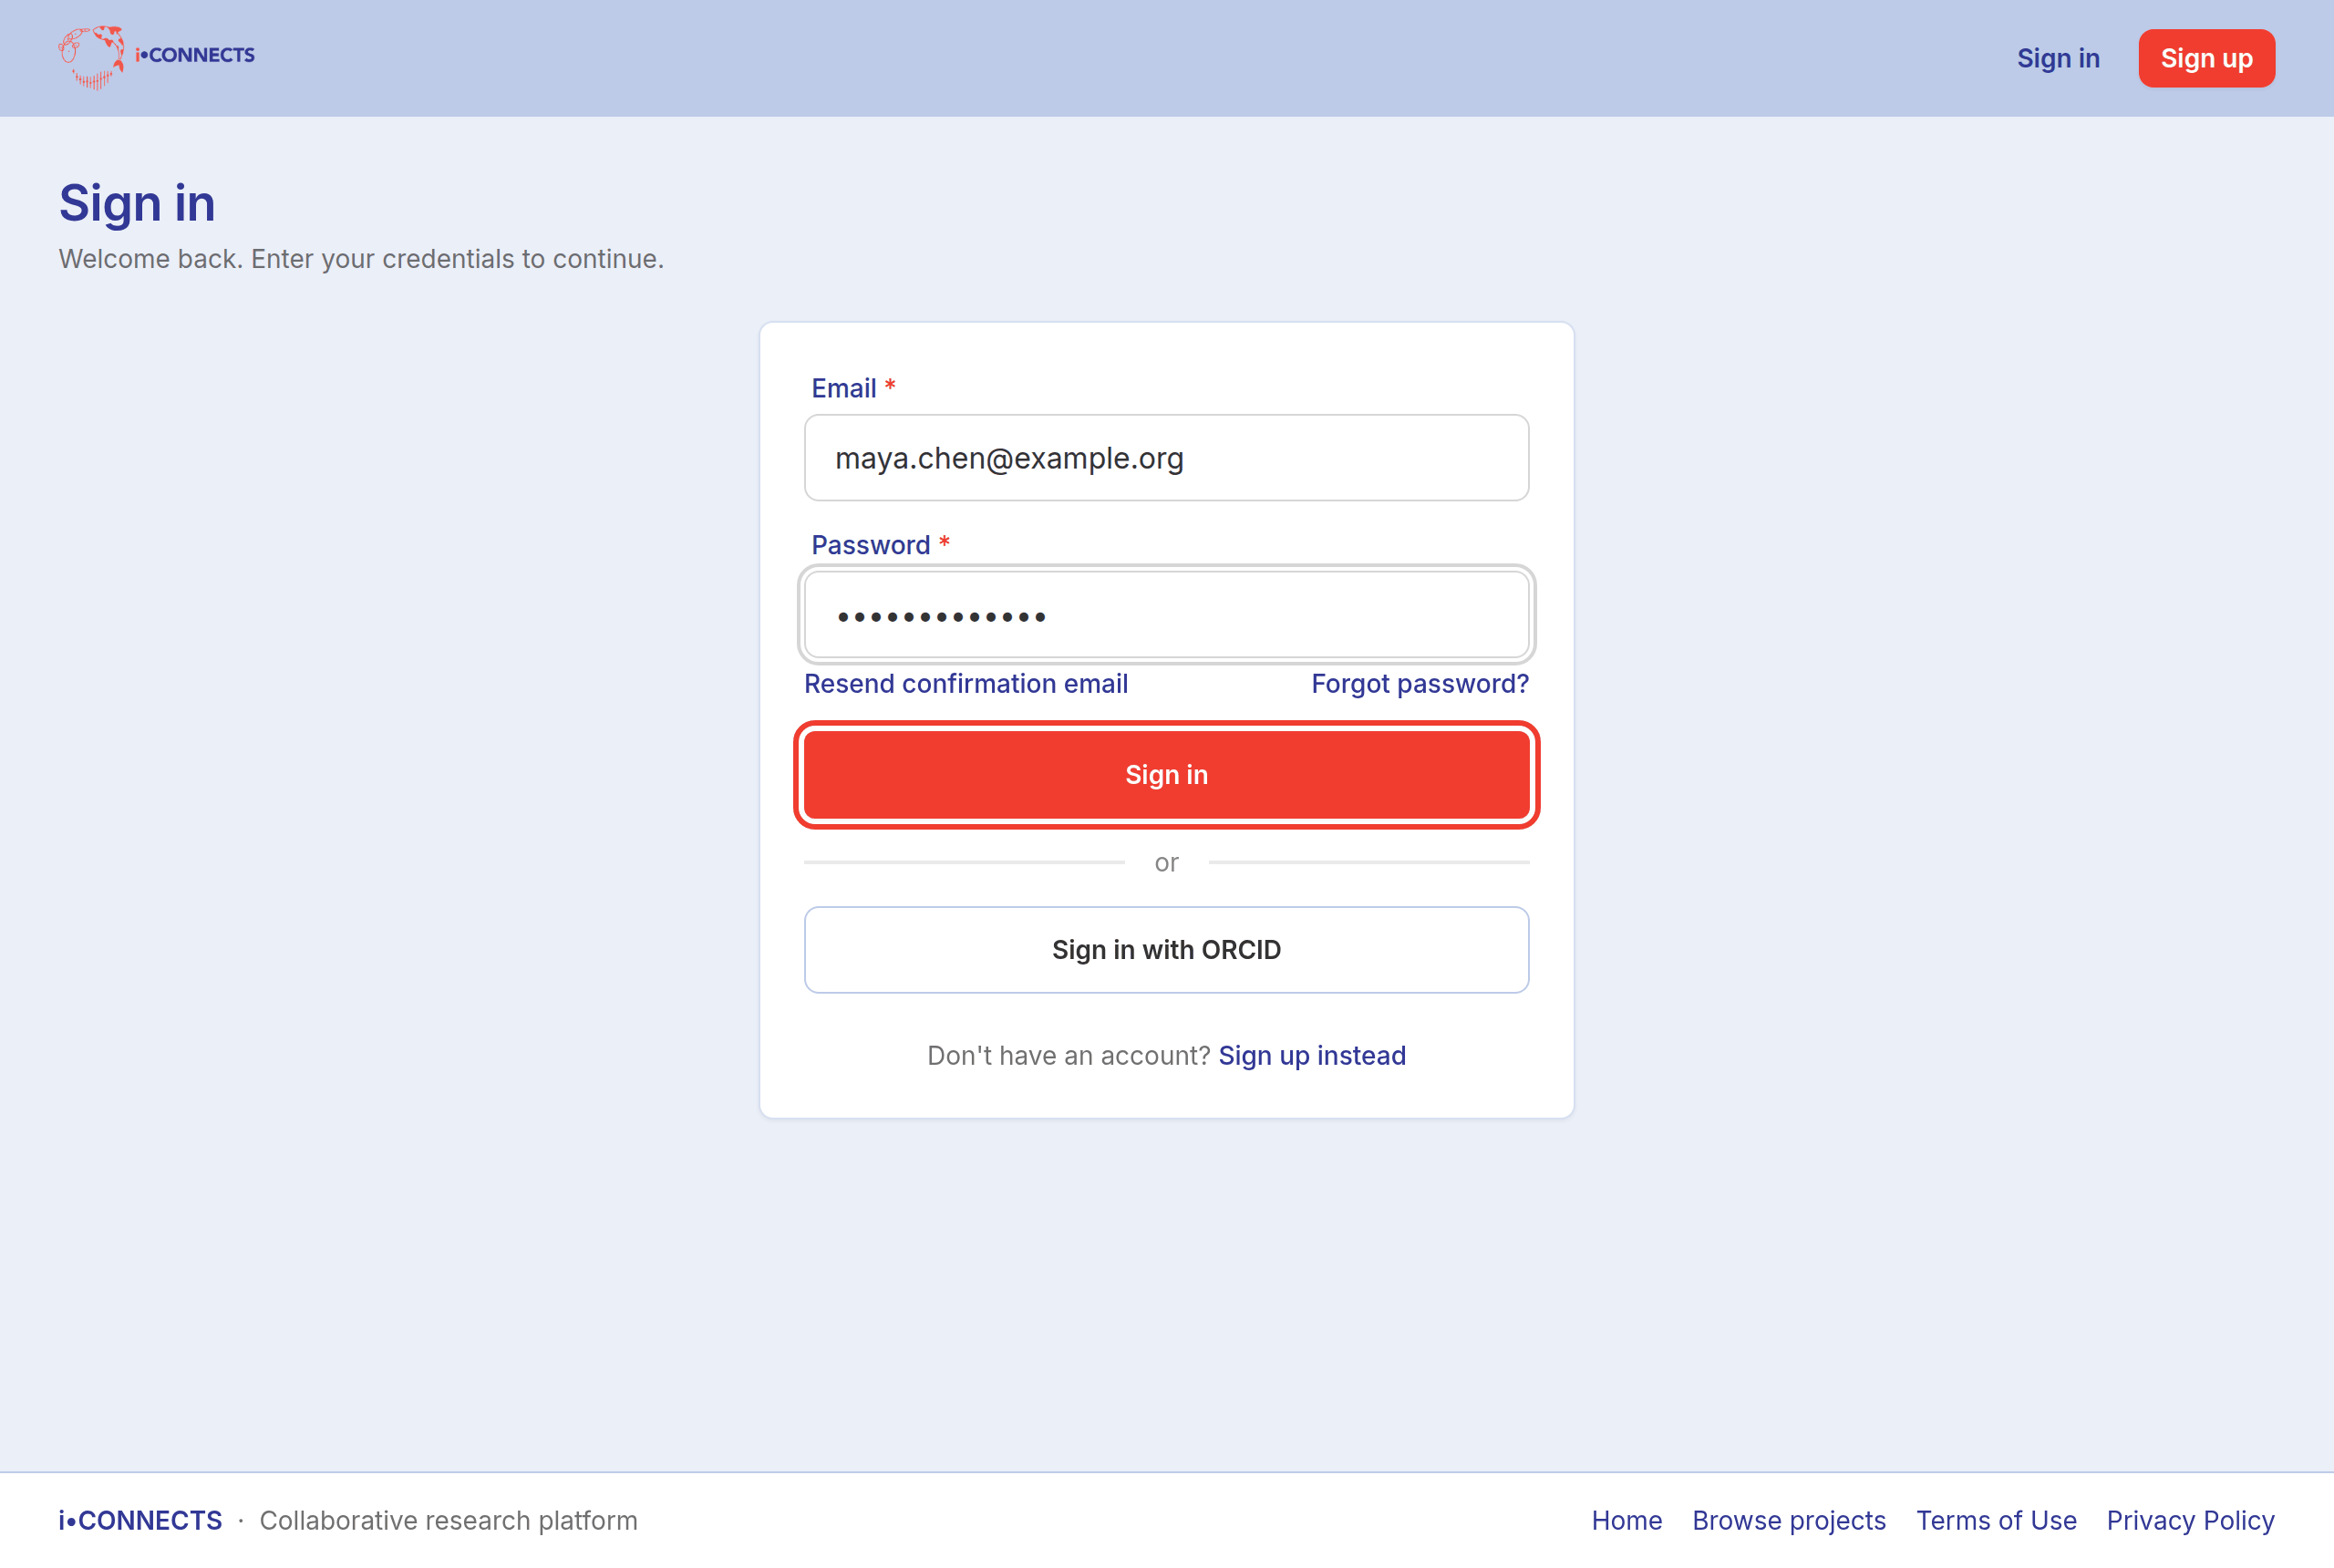 i•CONNECTS
Sign in
Sign up
Sign in
Welcome back. Enter your credentials to continue.
Email *
maya.chen@example.org
Password *
•••••••••••••
Resend confirmation email
Forgot password?
Sign in
or
Sign in with ORCID
Don't have an account? Sign up instead
i•CONNECTS · Collaborative research platform
Home
Browse projects
Terms of Use
Privacy Policy